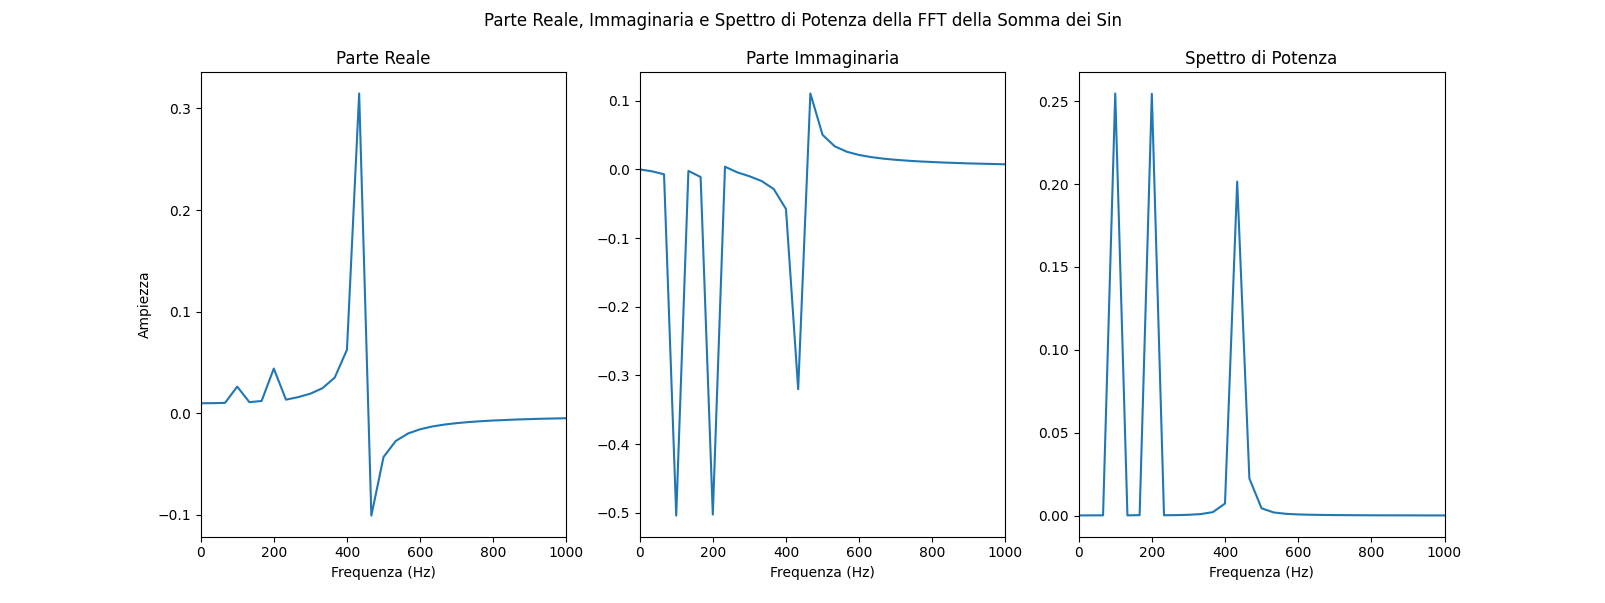 Parte Reale, Immaginaria e Spettro di Potenza della FFT della Somma dei Sin
Parte Reale
0.3
0.2
0.1
0.0
−0.1
Ampiezza
0 200 400 600 800 1000
Frequenza (Hz)
Parte Immaginaria
0.1
0.0
−0.1
−0.2
−0.3
−0.4
−0.5
0 200 400 600 800 1000
Frequenza (Hz)
Spettro di Potenza
0.25
0.20
0.15
0.10
0.05
0.00
0 200 400 600 800 1000
Frequenza (Hz)